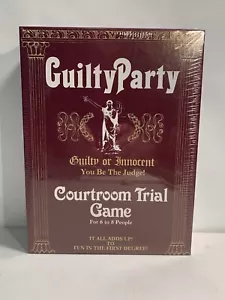 GuiltyParty
Guilty or Innocent
You Be The Judge!
Courtroom Trial
Game
For 6 to 8 People
IT ALL ADDS UP
TO
FUN IN THE FIRST DEGREE!